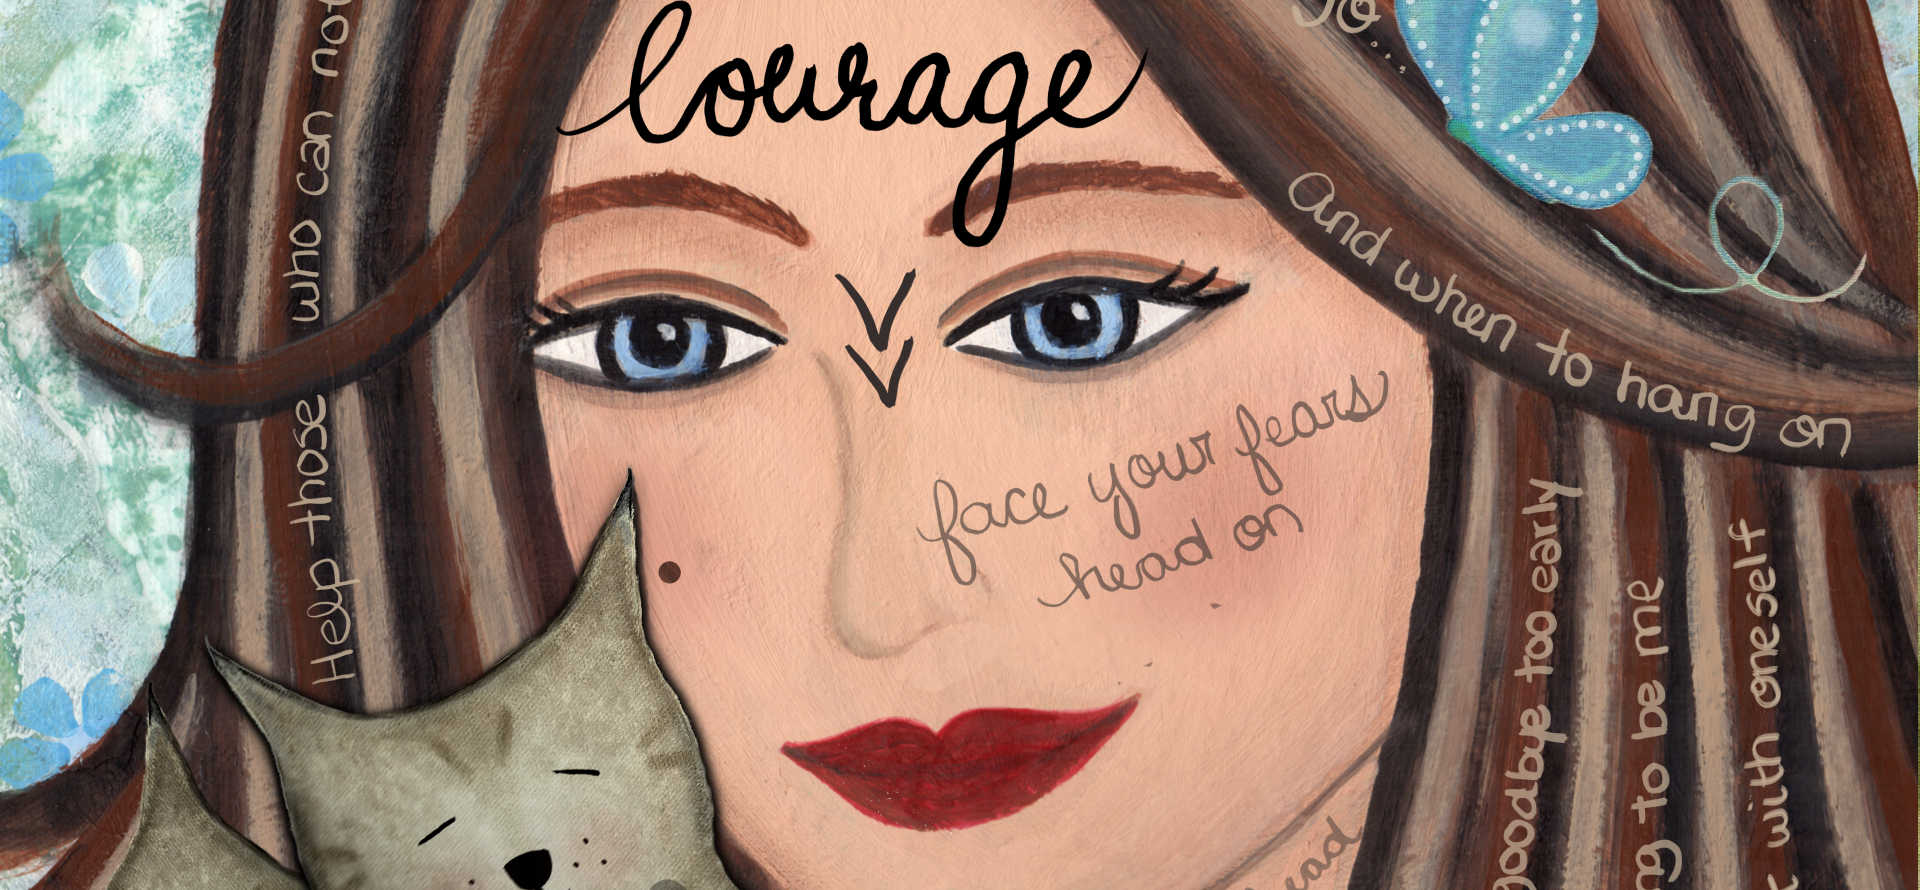 courage
Help those who can not
Go...
And when to hang on
face your fears
head on
goodbye too early
to be me
with oneself